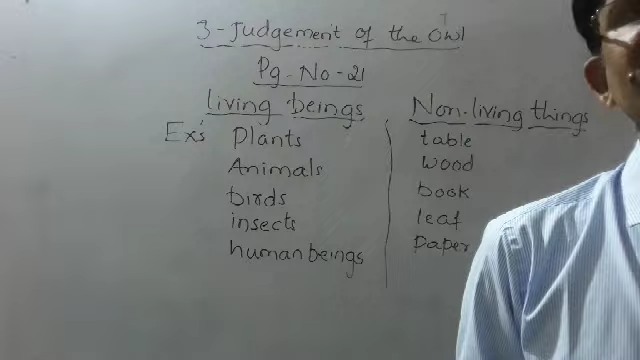 3-Judgement of the Owl
Pg-No-21
living beings Non-living things
Ex's Plants table
Animals wood
birds book
insects leaf
human beings paper